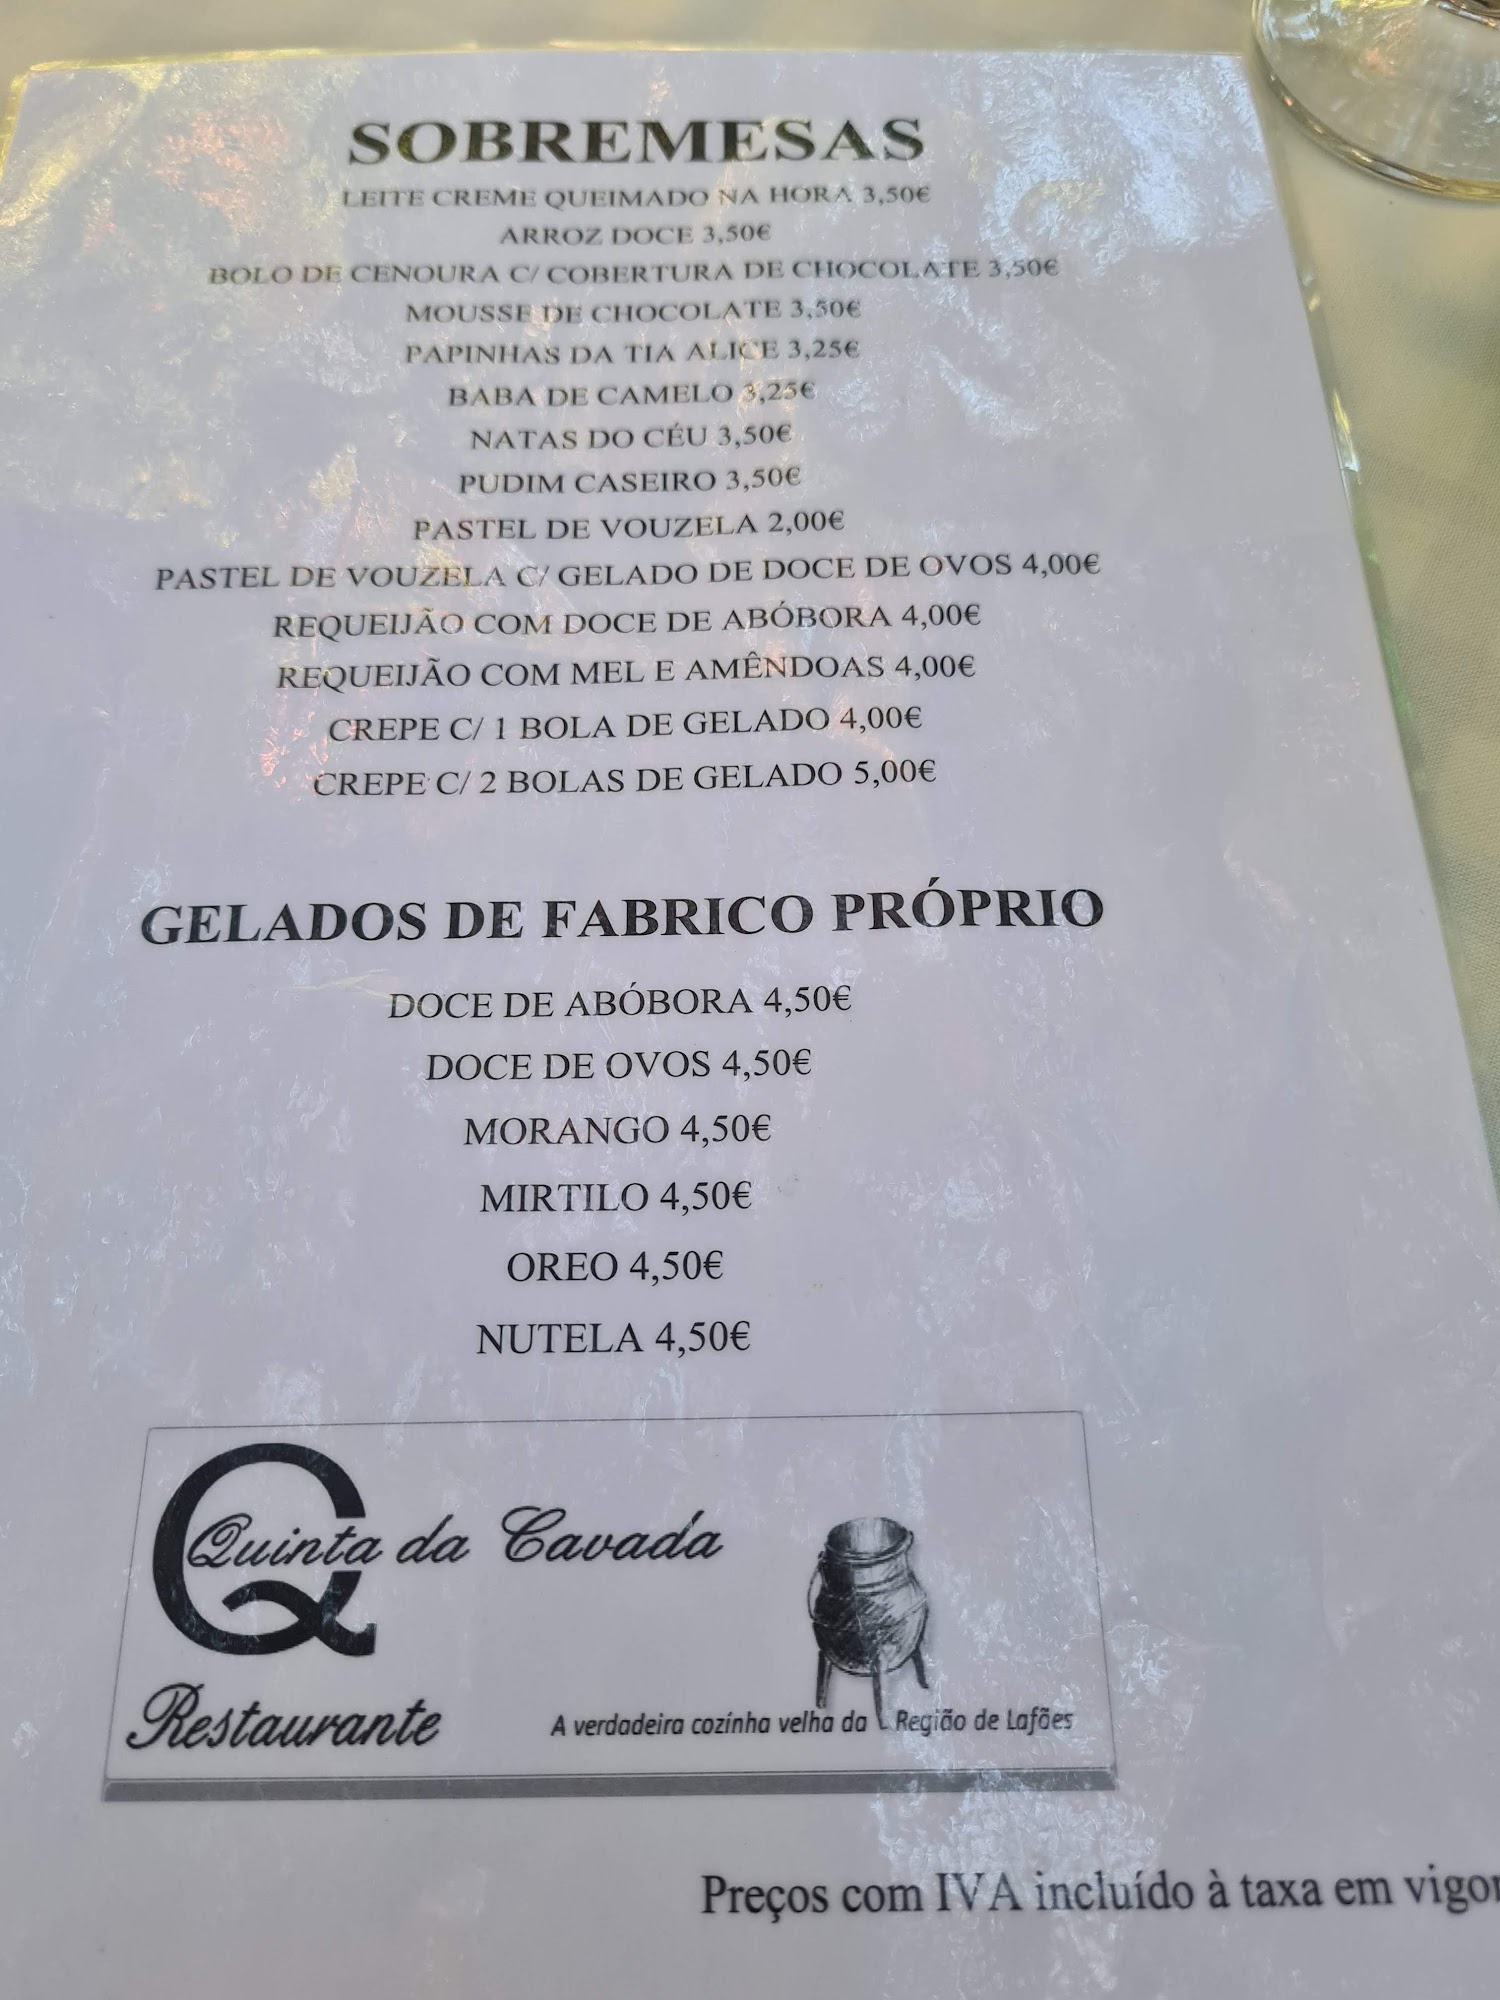 SOBREMESAS
LEITE CREME QUEIMADO NA HORA 3,50€
ARROZ DOCE 3,50€
BOLO DE CENOURA C/ COBERTURA DE CHOCOLATE 3,50€
MOUSSE DE CHOCOLATE 3,50€
PAPINHAS DA TIA ALICE 3,25€
BABA DE CAMELO 3,25€
NATAS DO CÉU 3,50€
PUDIM CASEIRO 3,50€
PASTEL DE VOUZELA 2,00€
PASTEL DE VOUZELA C/ GELADO DE DOCE DE OVOS 4,00€
REQUEIJÃO COM DOCE DE ABÓBORA 4,00€
REQUEIJÃO COM MEL E AMÊNDOAS 4,00€
CREPE C/ 1 BOLA DE GELADO 4,00€
CREPE C/ 2 BOLAS DE GELADO 5,00€
GELADOS DE FABRICO PRÓPRIO
DOCE DE ABÓBORA 4,50€
DOCE DE OVOS 4,50€
MORANGO 4,50€
MIRTILO 4,50€
OREO 4,50€
NUTELA 4,50€
Q
Quinta da Cavada
Restaurante
A verdadeira cozinha velha da Região de Lafões
Preços com IVA incluído à taxa em vigor